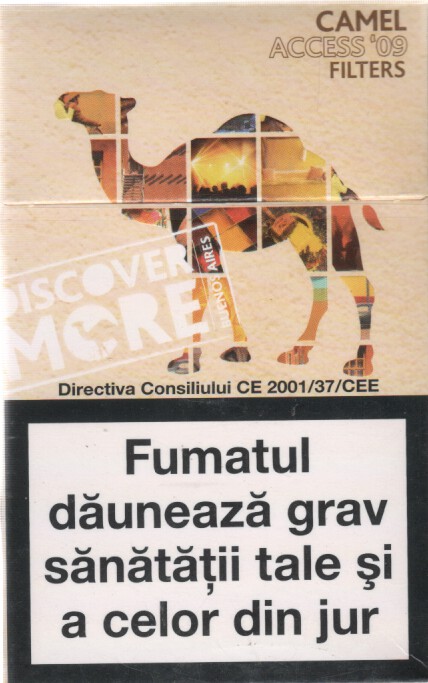 CAMEL
ACCESS '09
FILTERS
DISCOVER
MORE
BUENOS AIRES
Directiva Consiliului CE 2001/37/CEE
Fumatul
dăunează grav
sănătăţii tale şi
a celor din jur